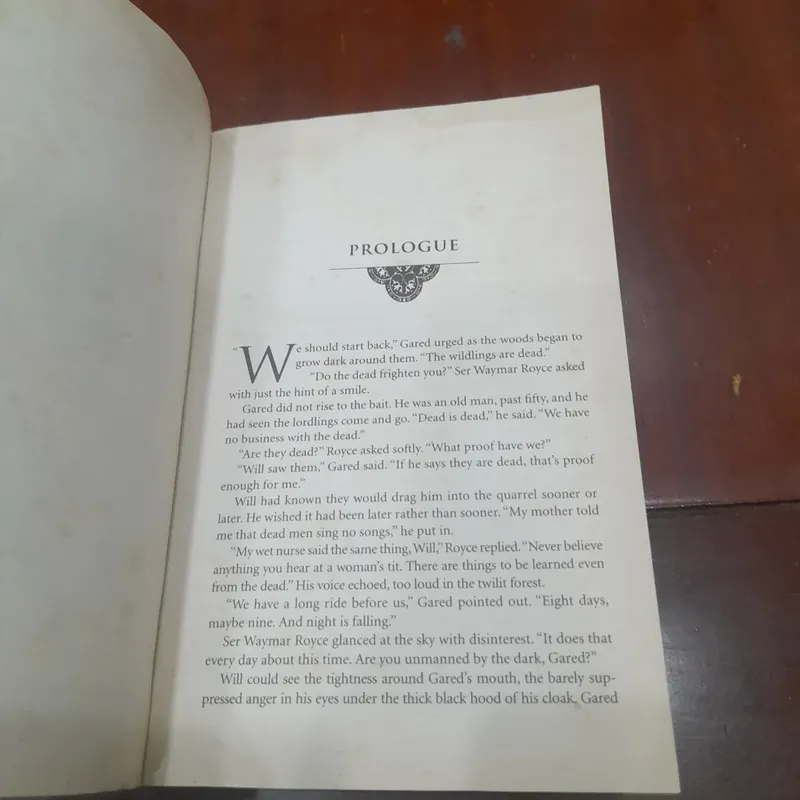 PROLOGUE
“We should start back,” Gared urged as the woods began to
grow dark around them. “The wildlings are dead.”
“Do the dead frighten you?” Ser Waymar Royce asked
with just the hint of a smile.
Gared did not rise to the bait. He was an old man, past fifty, and he
had seen the lordlings come and go. “Dead is dead,” he said. “We have
no business with the dead.”
“Are they dead?” Royce asked softly. “What proof have we?”
“Will saw them,” Gared said. “If he says they are dead, that’s proof
enough for me.”
Will had known they would drag him into the quarrel sooner or
later. He wished it had been later rather than sooner. “My mother told
me that dead men sing no songs,” he put in.
“My wet nurse said the same thing, Will,” Royce replied. “Never believe
anything you hear at a woman’s tit. There are things to be learned even
from the dead.” His voice echoed, too loud in the twilit forest.
“We have a long ride before us,” Gared pointed out. “Eight days,
maybe nine. And night is falling.”
Ser Waymar Royce glanced at the sky with disinterest. “It does that
every day about this time. Are you unmanned by the dark, Gared?”
Will could see the tightness around Gared’s mouth, the barely sup-
pressed anger in his eyes under the thick black hood of his cloak. Gared